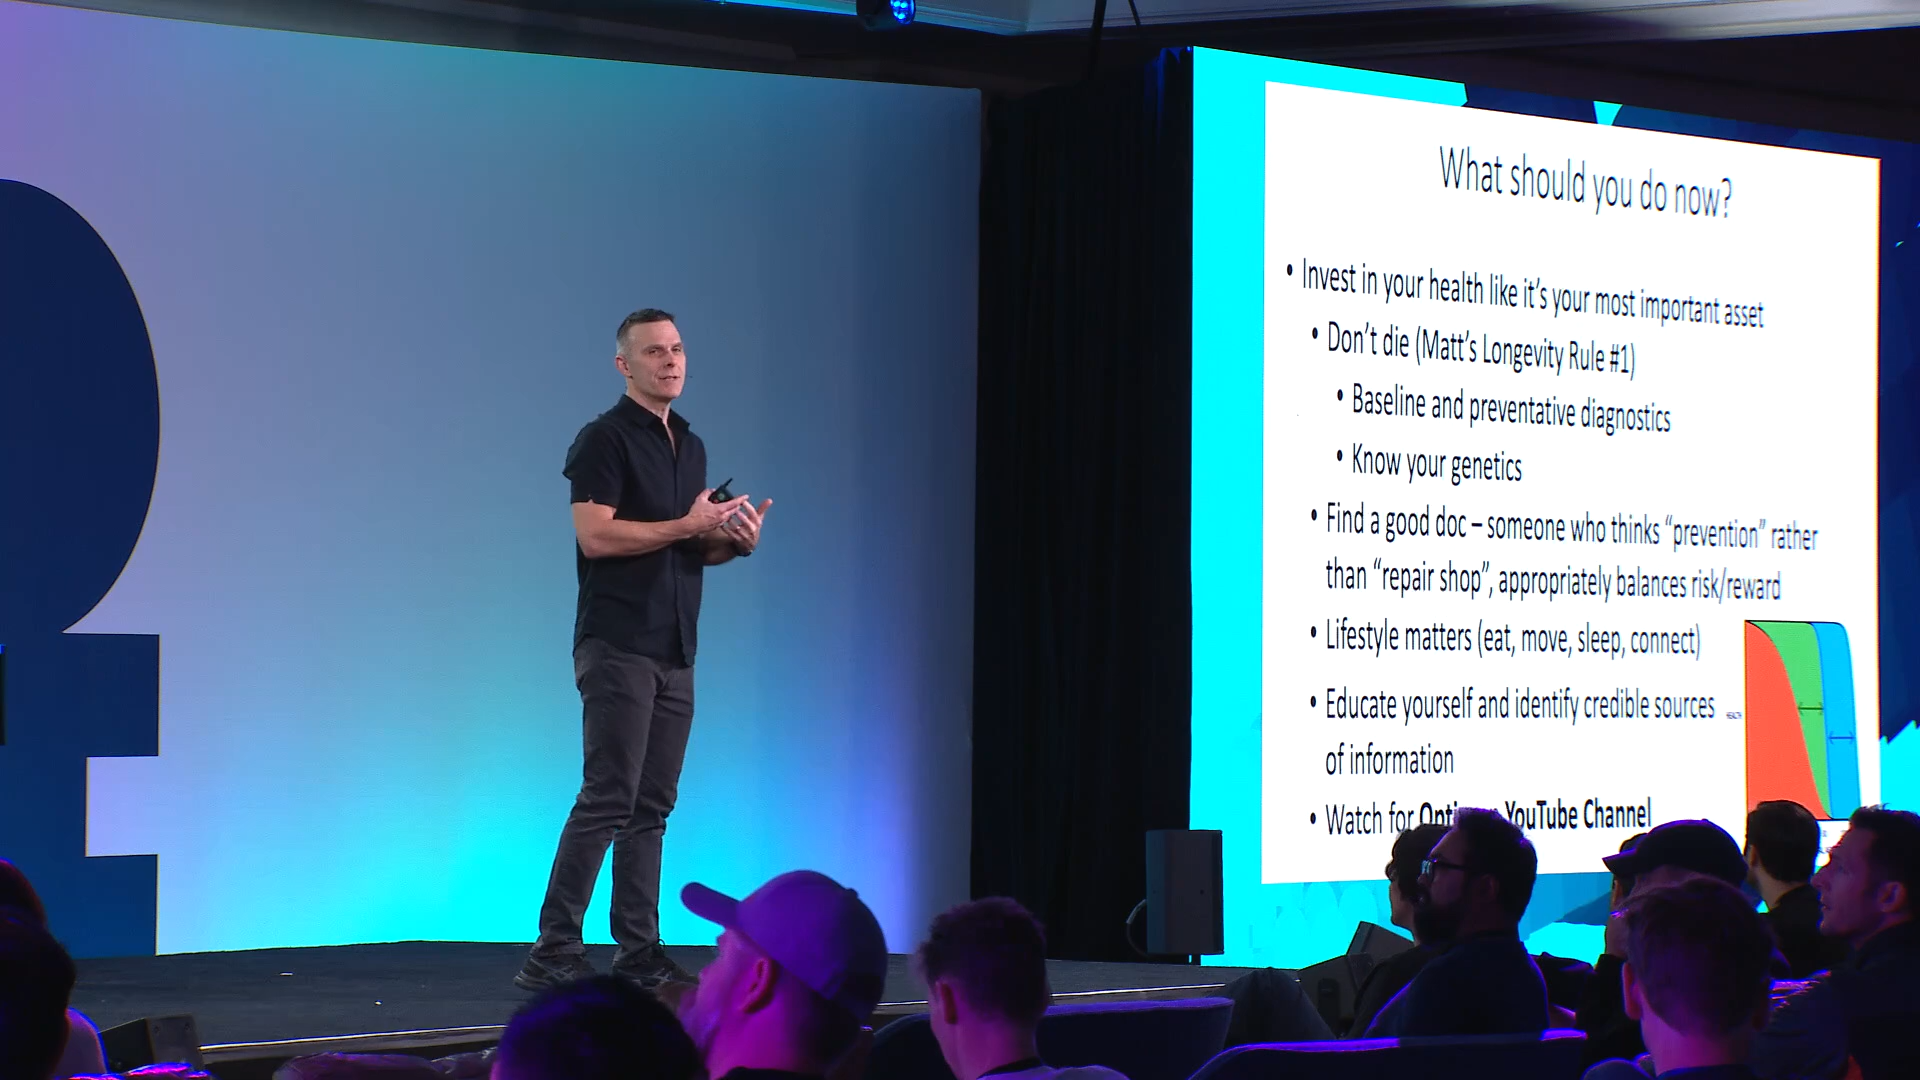 What should you do now?
• Invest in your health like it's your most important asset
• Don't die (Matt's Longevity Rule #1)
• Baseline and preventative diagnostics
• Know your genetics
• Find a good doc – someone who thinks “prevention” rather
than “repair shop”, appropriately balances risk/reward
• Lifestyle matters (eat, move, sleep, connect)
• Educate yourself and identify credible sources
of information
HEALTH
• Watch for YouTube Channel